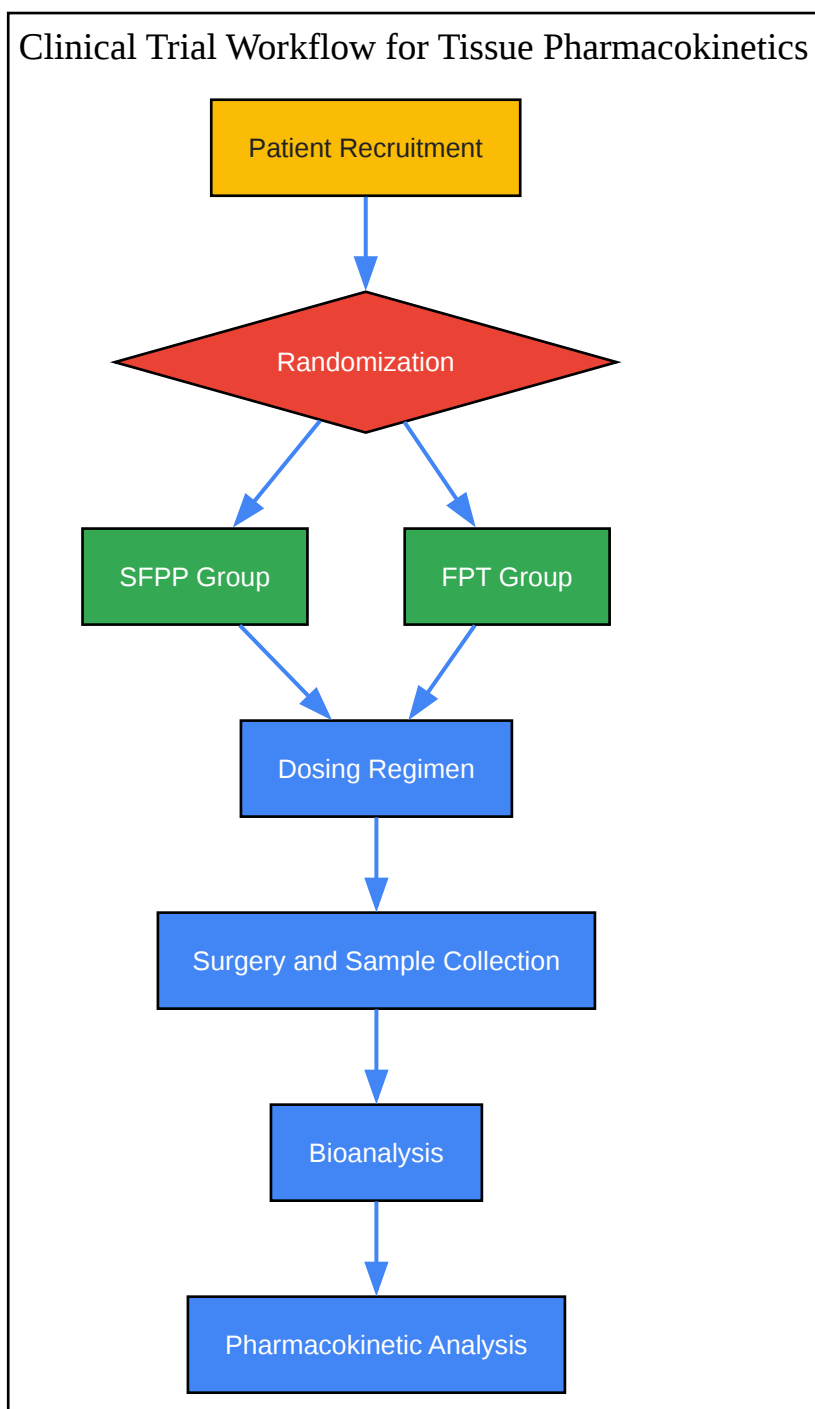 Clinical Trial Workflow for Tissue Pharmacokinetics
Patient Recruitment
Randomization
SFPP Group
FPT Group
Dosing Regimen
Surgery and Sample Collection
Bioanalysis
Pharmacokinetic Analysis